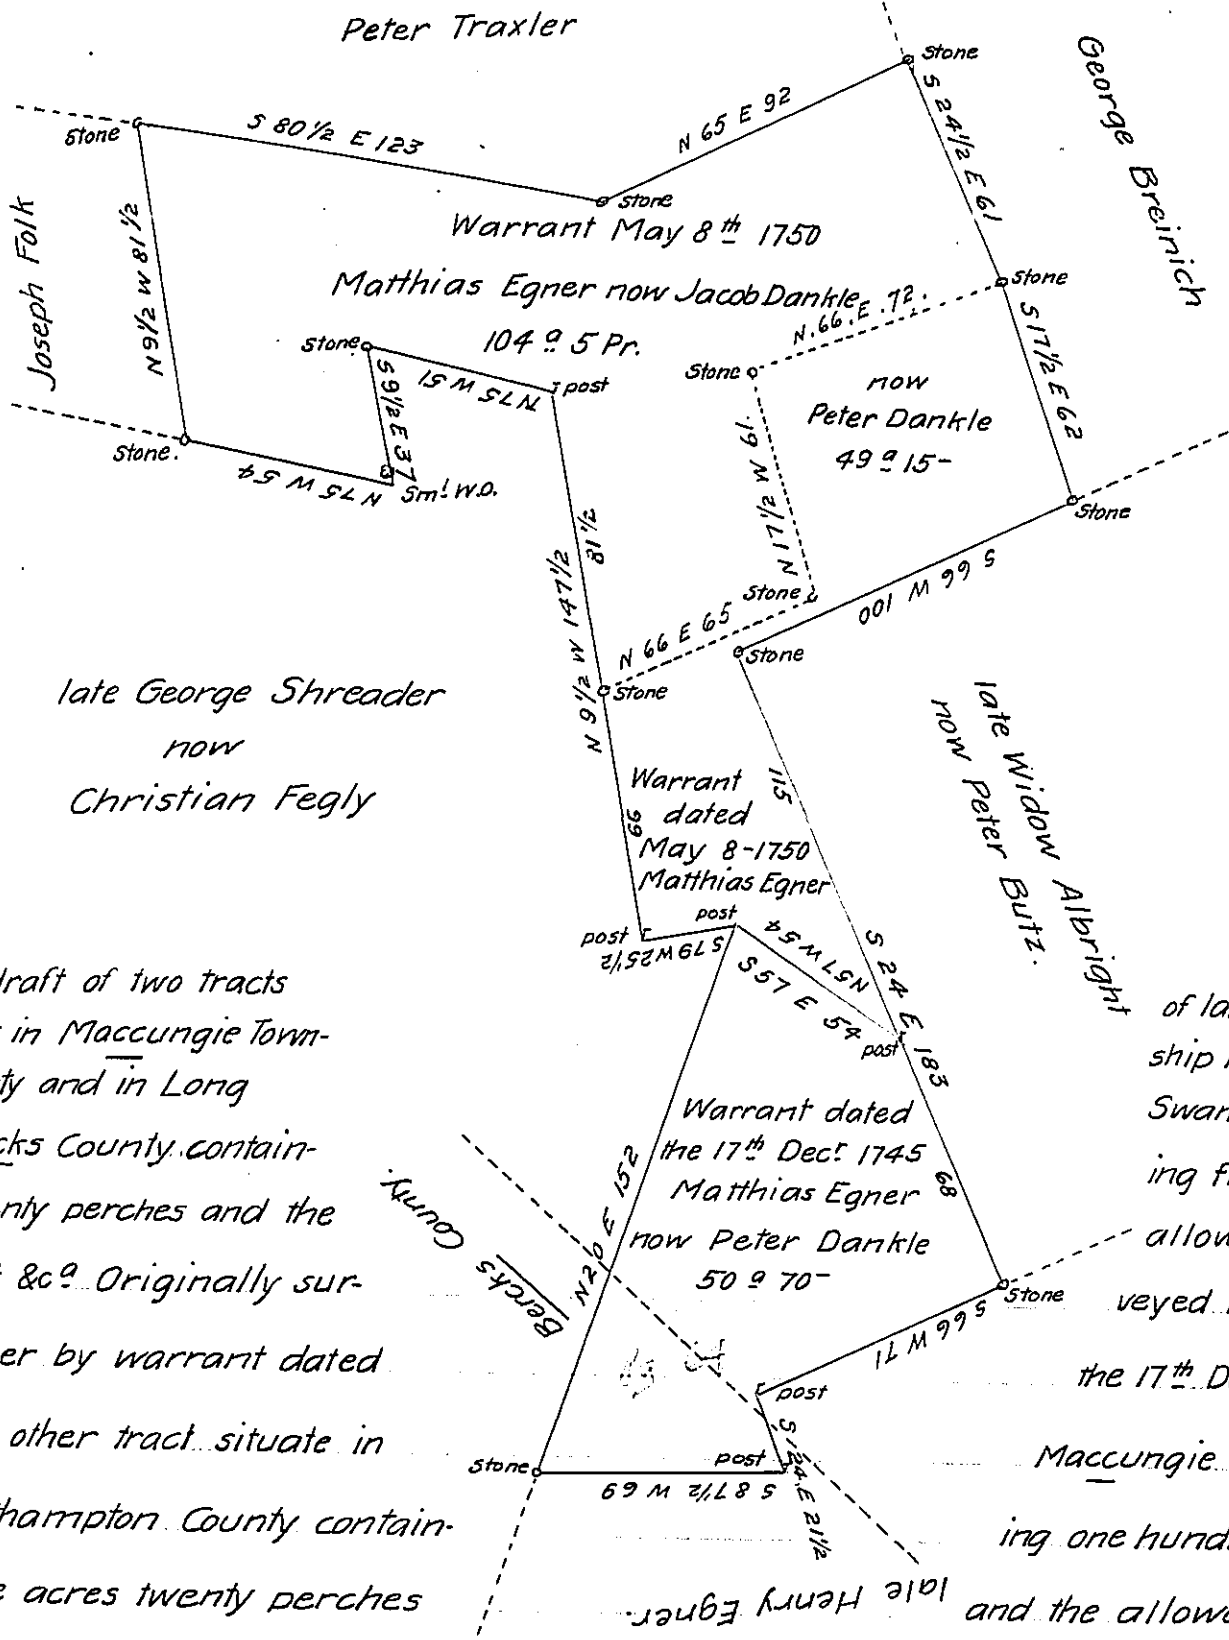 Peter Traxler
George Breinich
Joseph Folk
Stone
S 80½ E 123
Stone
N 65 E 92
Stone
S 24½ E 61
Stone
S 17½ E 62
Stone
N 9½ W 81½
Stone.
N 75 W 54
Sm! W.O.
S 9½ E 37
Stone
N 75 W 51
post
Warrant May 8th 1750
Matthias Egner now Jacob Dankle
104 a 5 Pr.
N. 66. E. 72.
Stone
now
Peter Dankle
49 a 15-
N 17½ W 61.
Stone
S 66 W 100
Stone
N 66 E 65
Stone
81½
N 9½ W 147½
66
late George Shreader
now
Christian Fegly
late Widow Albright
now Peter Butz.
Warrant
dated
May 8-1750
Matthias Egner
115
S 24 E 183
68
post
S 79 W 25½
post
N 57 W 54
S 57 E 54
post
Warrant dated
the 17th Decr 1745
Matthias Egner
now Peter Dankle
50 a 70-
N 20 E 152
Bercks County.
Stone
S 66 W 71
post
S 24 E 21½
post
S 87½ W 69
Stone
late Henry Egner.
draft of two tracts
in Maccungie Town-
ty and in Long
cks County contain-
nty perches and the
&ca Originally sur-
er by warrant dated
other tract situate in
hampton County contain-
e acres twenty perches
of la
ship
Swan
ing f
allow
veyed
the 17th D
Maccungie
ing one hund
and the allow